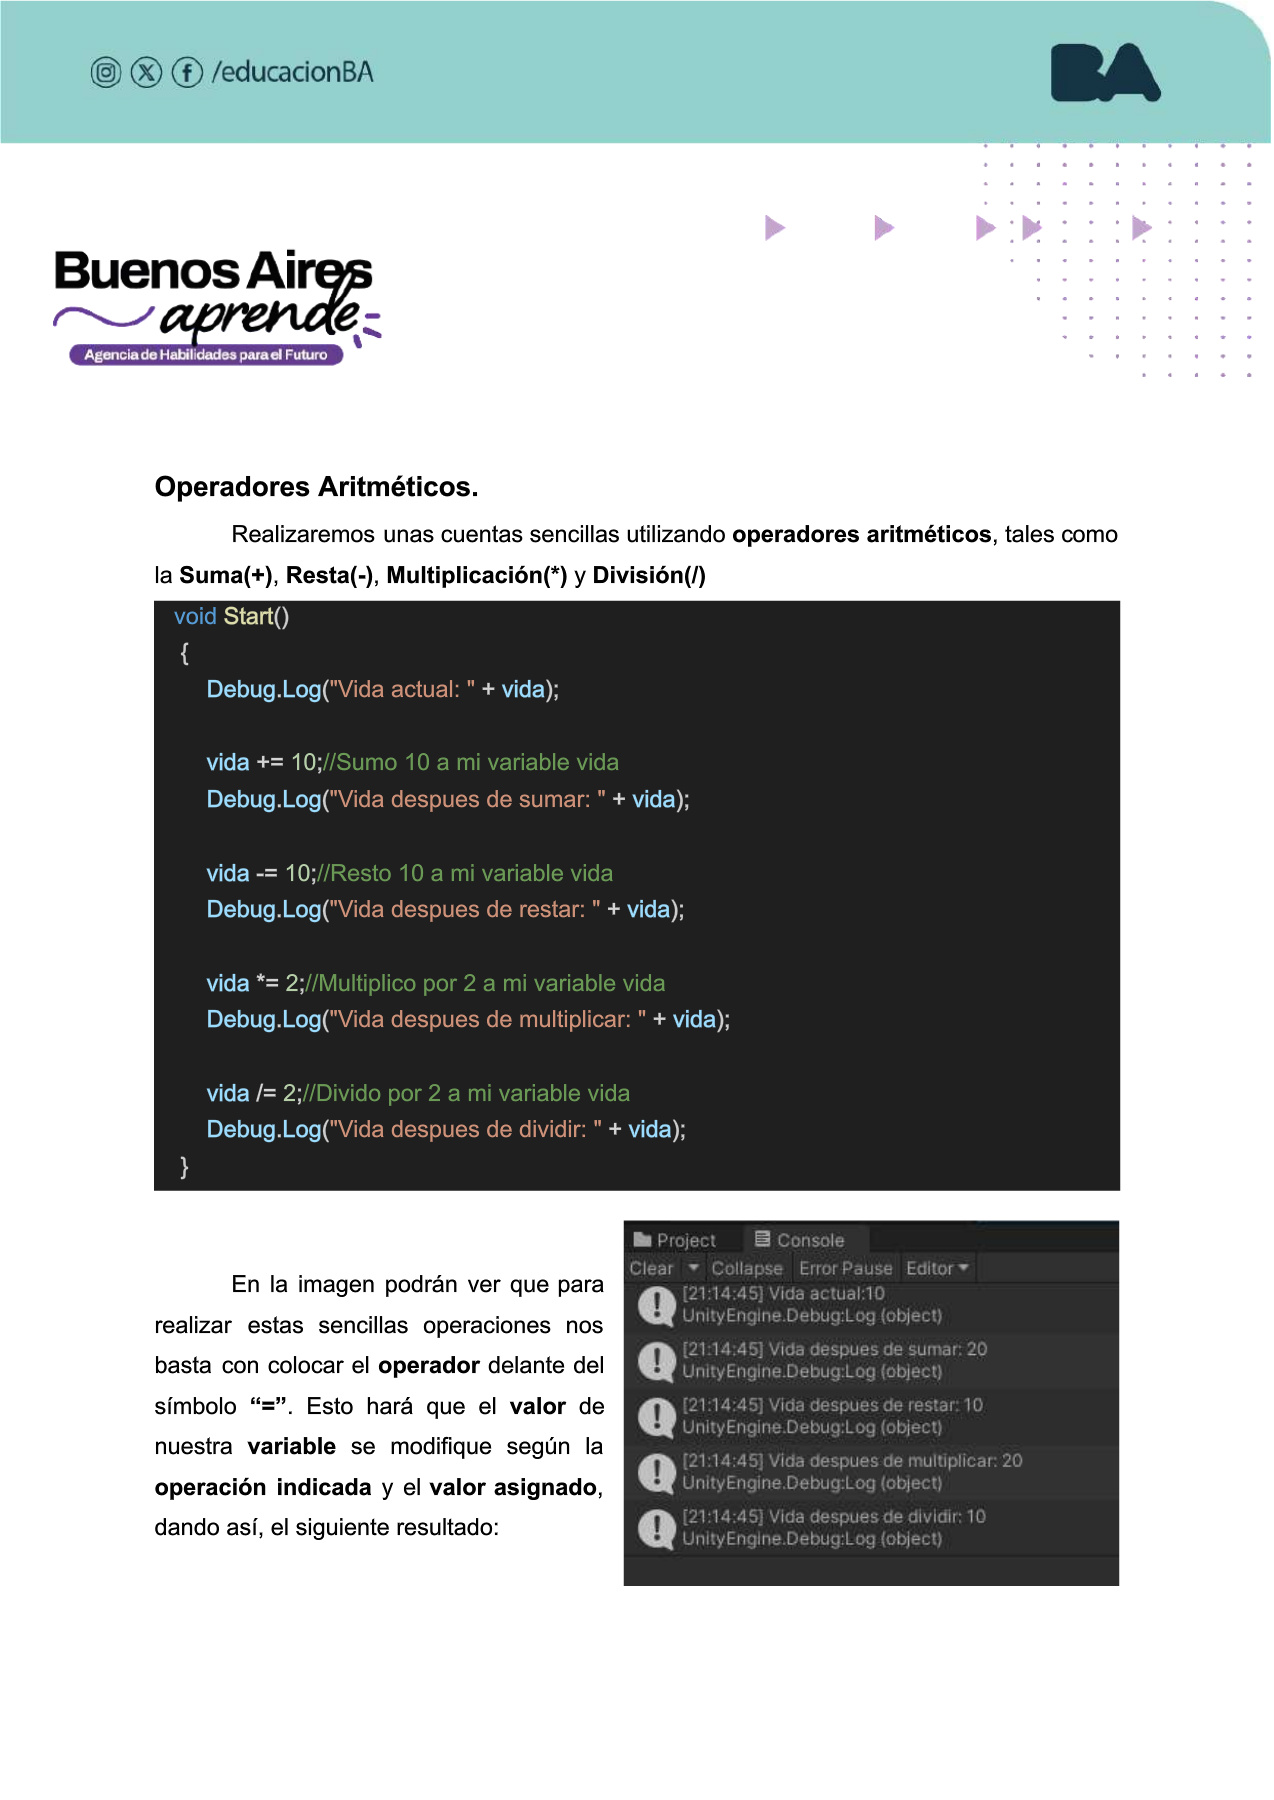 /educacionBA
BA
Buenos Aires
aprende
Agencia de Habilidades para el Futuro
Operadores Aritméticos.
Realizaremos unas cuentas sencillas utilizando operadores aritméticos, tales como
la Suma(+), Resta(-), Multiplicación(*) y División(/)
void Start()
{
Debug.Log("Vida actual: " + vida);
vida += 10;//Sumo 10 a mi variable vida
Debug.Log("Vida despues de sumar: " + vida);
vida -= 10;//Resto 10 a mi variable vida
Debug.Log("Vida despues de restar: " + vida);
vida *= 2;//Multiplico por 2 a mi variable vida
Debug.Log("Vida despues de multiplicar: " + vida);
vida /= 2;//Divido por 2 a mi variable vida
Debug.Log("Vida despues de dividir: " + vida);
}
En la imagen podrán ver que para
realizar estas sencillas operaciones nos
basta con colocar el operador delante del
símbolo “=”. Esto hará que el valor de
nuestra variable se modifique según la
operación indicada y el valor asignado,
dando así, el siguiente resultado:
Project Console
Clear Collapse Error Pause Editor
[21:14:45] Vida actual:10
UnityEngine.Debug:Log (object)
[21:14:45] Vida despues de sumar: 20
UnityEngine.Debug:Log (object)
[21:14:45] Vida despues de restar: 10
UnityEngine.Debug:Log (object)
[21:14:45] Vida despues de multiplicar: 20
UnityEngine.Debug:Log (object)
[21:14:45] Vida despues de dividir: 10
UnityEngine.Debug:Log (object)